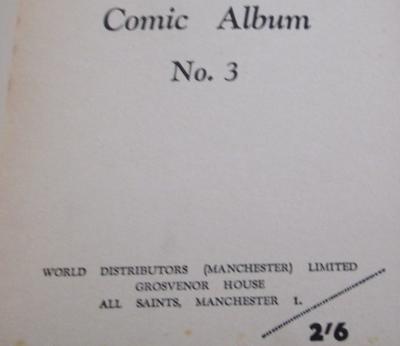 Comic Album
No. 3
WORLD DISTRIBUTORS (MANCHESTER) LIMITED
GROSVENOR HOUSE
ALL SAINTS, MANCHESTER 1.
2/6